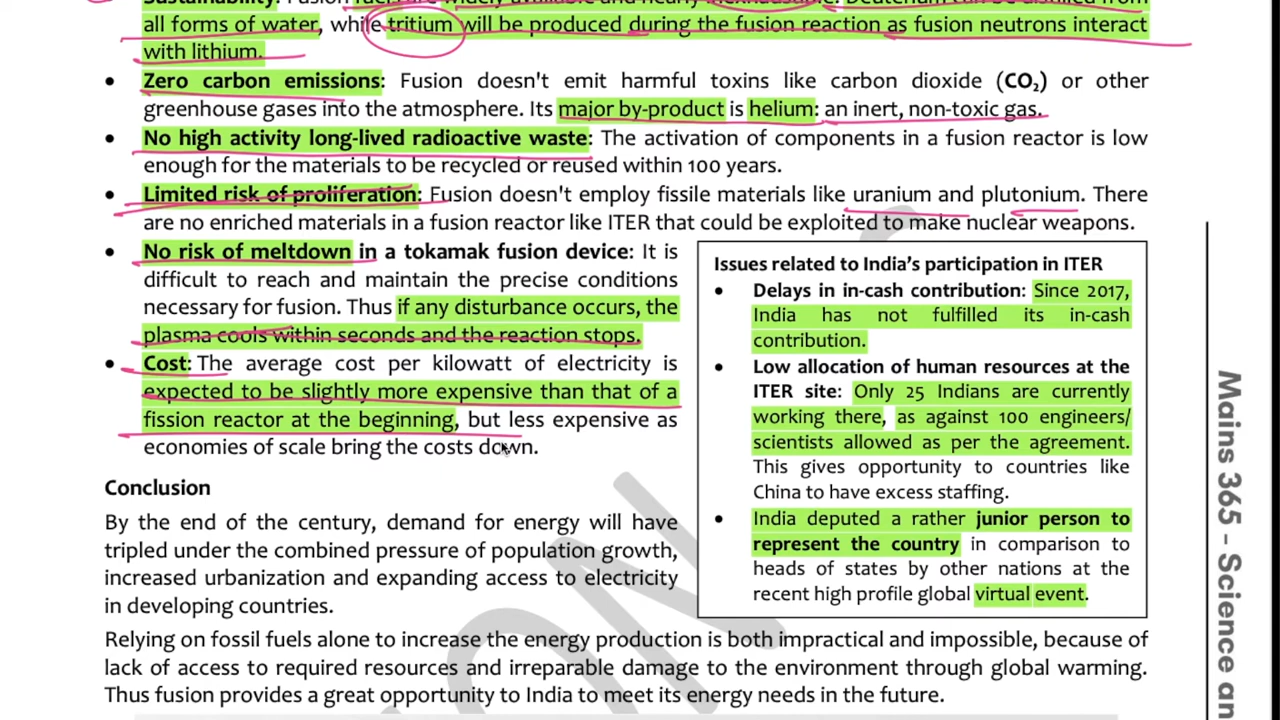 Sustainability: Fusion fuels are widely available and nearly inexhaustible. Deuterium can be distilled from
all forms of water, while tritium will be produced during the fusion reaction as fusion neutrons interact
with lithium.
• Zero carbon emissions: Fusion doesn't emit harmful toxins like carbon dioxide (CO₂) or other
greenhouse gases into the atmosphere. Its major by-product is helium: an inert, non-toxic gas.
• No high activity long-lived radioactive waste: The activation of components in a fusion reactor is low
enough for the materials to be recycled or reused within 100 years.
• Limited risk of proliferation: Fusion doesn't employ fissile materials like uranium and plutonium. There
are no enriched materials in a fusion reactor like ITER that could be exploited to make nuclear weapons.
• No risk of meltdown in a tokamak fusion device: It is
difficult to reach and maintain the precise conditions
necessary for fusion. Thus if any disturbance occurs, the
plasma cools within seconds and the reaction stops.
• Cost: The average cost per kilowatt of electricity is
expected to be slightly more expensive than that of a
fission reactor at the beginning, but less expensive as
economies of scale bring the costs down.
Conclusion
By the end of the century, demand for energy will have
tripled under the combined pressure of population growth,
increased urbanization and expanding access to electricity
in developing countries.
Issues related to India's participation in ITER
• Delays in in-cash contribution: Since 2017,
India has not fulfilled its in-cash
contribution.
• Low allocation of human resources at the
ITER site: Only 25 Indians are currently
working there, as against 100 engineers/
scientists allowed as per the agreement.
This gives opportunity to countries like
China to have excess staffing.
• India deputed a rather junior person to
represent the country in comparison to
heads of states by other nations at the
recent high profile global virtual event.
Relying on fossil fuels alone to increase the energy production is both impractical and impossible, because of
lack of access to required resources and irreparable damage to the environment through global warming.
Thus fusion provides a great opportunity to India to meet its energy needs in the future.
Mains 365 - Science an